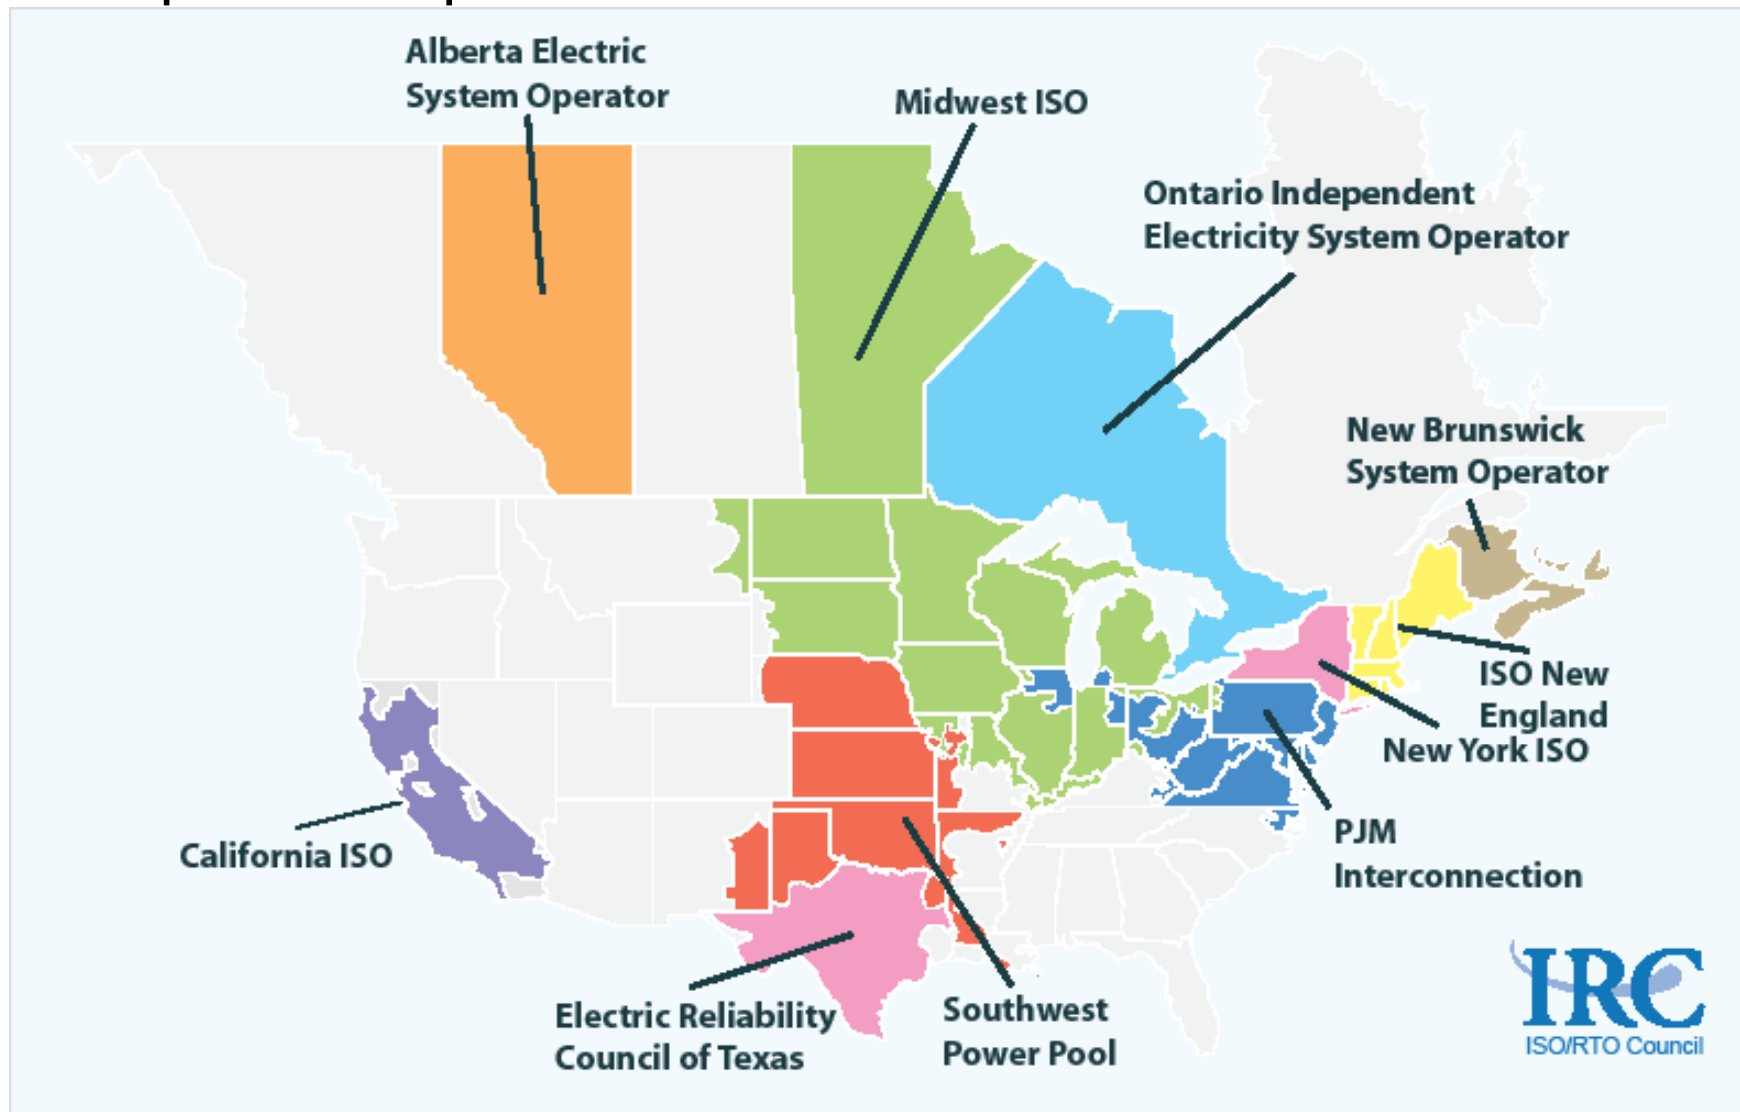 Alberta Electric
System Operator
Midwest ISO
Ontario Independent
Electricity System Operator
New Brunswick
System Operator
ISO New
England
New York ISO
PJM
Interconnection
California ISO
Electric Reliability
Council of Texas
Southwest
Power Pool
IRC
ISO/RTO Council